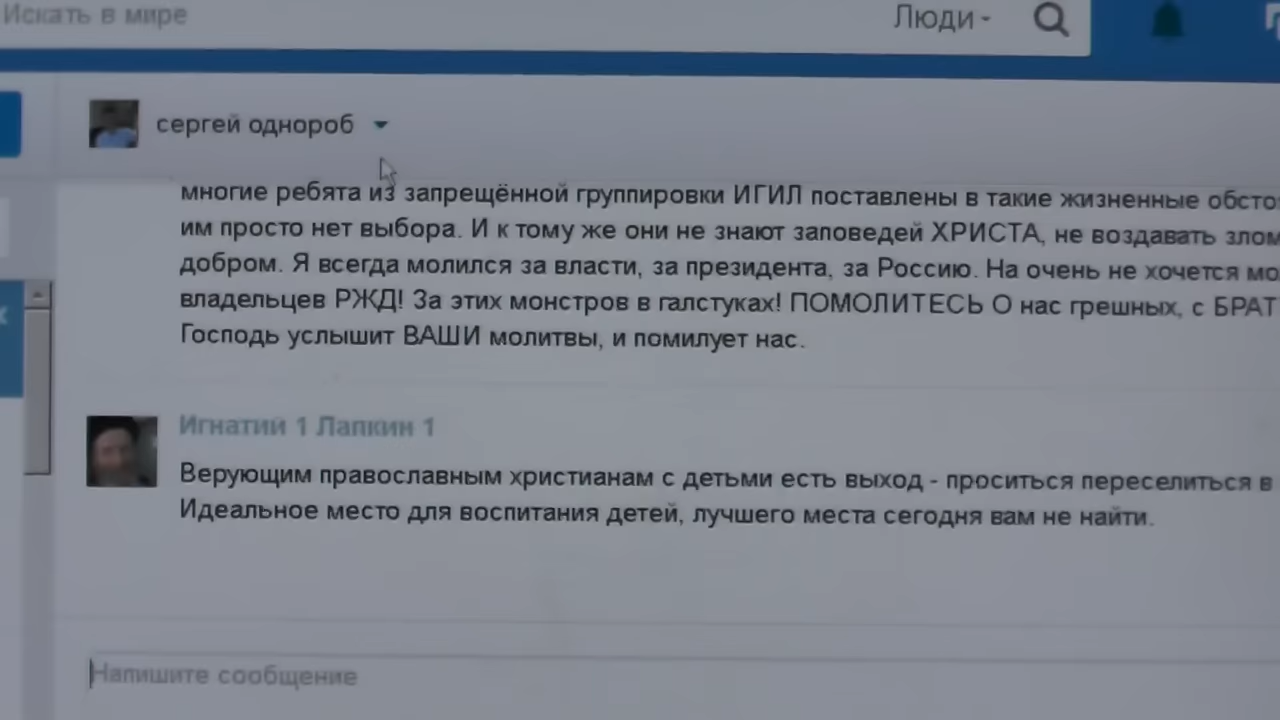 Искать в мире
Люди -
сергей однороб
многие ребята из запрещённой группировки ИГИЛ поставлены в такие жизненные обсто
им просто нет выбора. И к тому же они не знают заповедей ХРИСТА, не воздавать злом
добром. Я всегда молился за власти, за президента, за Россию. На очень не хочется мо
владельцев РЖД! За этих монстров в галстуках! ПОМОЛИТЕСЬ О нас грешных, с БРАТ
Господь услышит ВАШИ молитвы, и помилует нас.
Игнатий 1 Лапкин 1
Верующим православным христианам с детьми есть выход - проситься переселиться в
Идеальное место для воспитания детей, лучшего места сегодня вам не найти.
Напишите сообщение